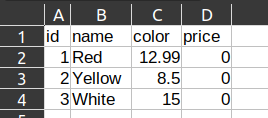 A B C D
1 id name color price
2 1 Red 12.99 0
3 2 Yellow 8.5 0
4 3 White 15 0